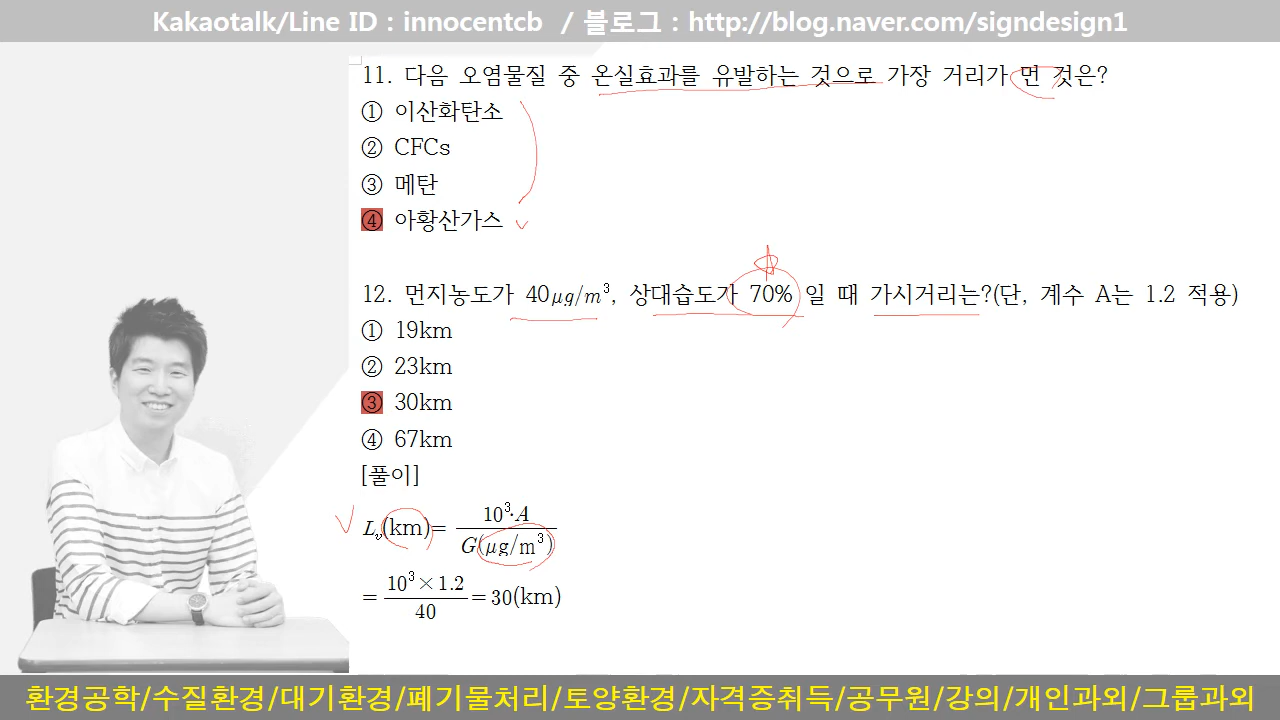 Kakaotalk/Line ID : innocentcb / 블로그 : http://blog.naver.com/signdesign1
11. 다음 오염물질 중 온실효과를 유발하는 것으로 가장 거리가 먼 것은?
① 이산화탄소
② CFCs
③ 메탄
④ 아황산가스
12. 먼지농도가 40μg/m³, 상대습도가 70% 일 때 가시거리는?(단, 계수 A는 1.2 적용)
① 19km
② 23km
③ 30km
④ 67km
[풀이]
Lᵥ(km)= 10³·A / G(μg/m³)
= 10³×1.2 / 40 = 30(km)
환경공학/수질환경/대기환경/폐기물처리/토양환경/자격증취득/공무원/강의/개인과외/그룹과외